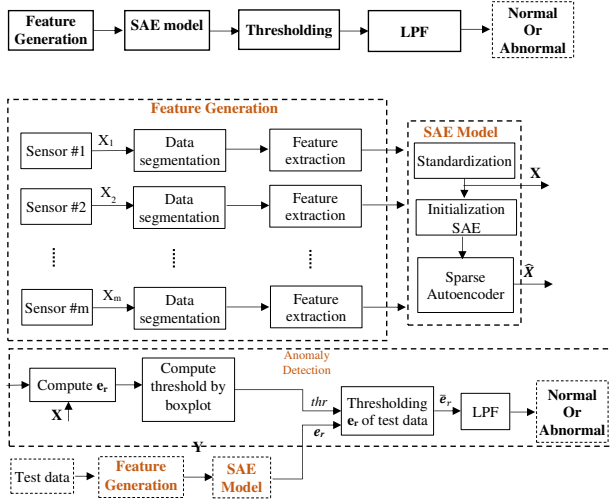 Feature
Generation
SAE model
Thresholding
LPF
Normal
Or
Abnormal
Feature Generation
SAE Model
Sensor #1
X1
Data
segmentation
Feature
extraction
Standardization
X
Sensor #2
X2
Data
segmentation
Feature
extraction
Initialization
SAE
Sparse
Autoencoder
X̂
Sensor #m
Xm
Data
segmentation
Feature
extraction
Anomaly
Detection
Compute er
X
Compute
threshold by
boxplot
thr
er
Thresholding
er of test data
ẽr
LPF
Normal
Or
Abnormal
Test data
Feature
Generation
Y
SAE
Model